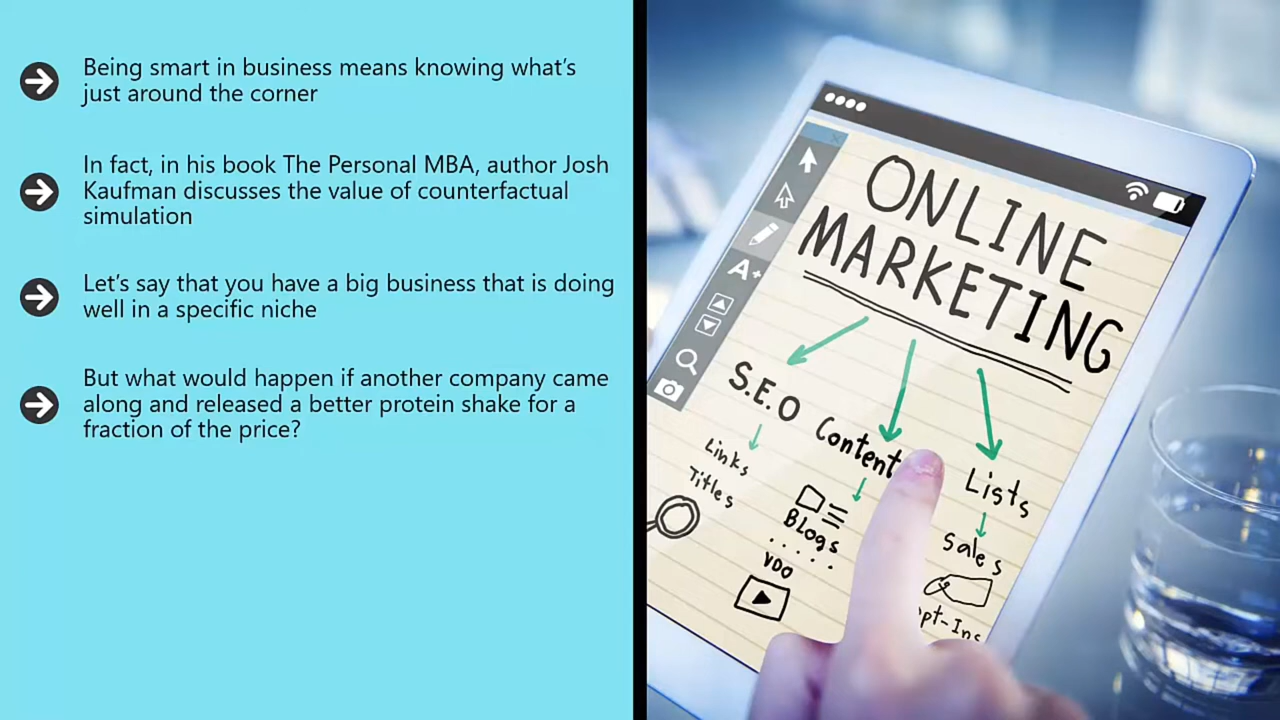 Being smart in business means knowing what's
just around the corner
In fact, in his book The Personal MBA, author Josh
Kaufman discusses the value of counterfactual
simulation
Let's say that you have a big business that is doing
well in a specific niche
But what would happen if another company came
along and released a better protein shake for a
fraction of the price?
ONLINE
MARKETING
A+
S.E.O
Content
Lists
Links
Titles
Blogs
VDO
Sales
pt-Ins